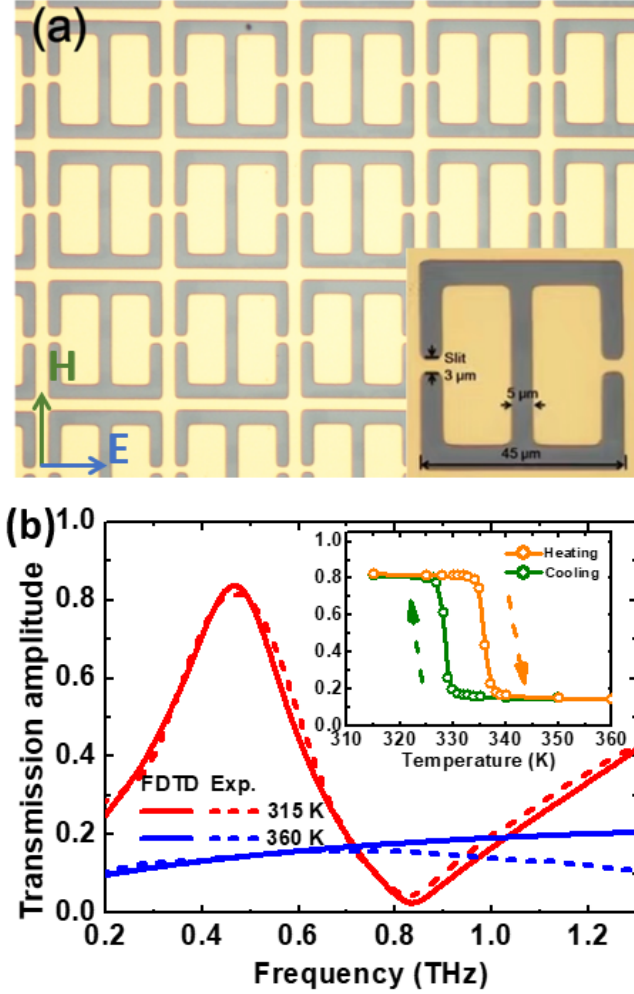 (a)
H
E
Slit
3 µm
5 µm
45 µm
(b)
1.0
0.8
0.6
0.4
0.2
0.0
Transmission amplitude
0.2 0.4 0.6 0.8 1.0 1.2
Frequency (THz)
FDTD Exp.
315 K
360 K
1.0
0.8
0.6
0.4
0.2
0.0
Heating
Cooling
310 320 330 340 350 360
Temperature (K)